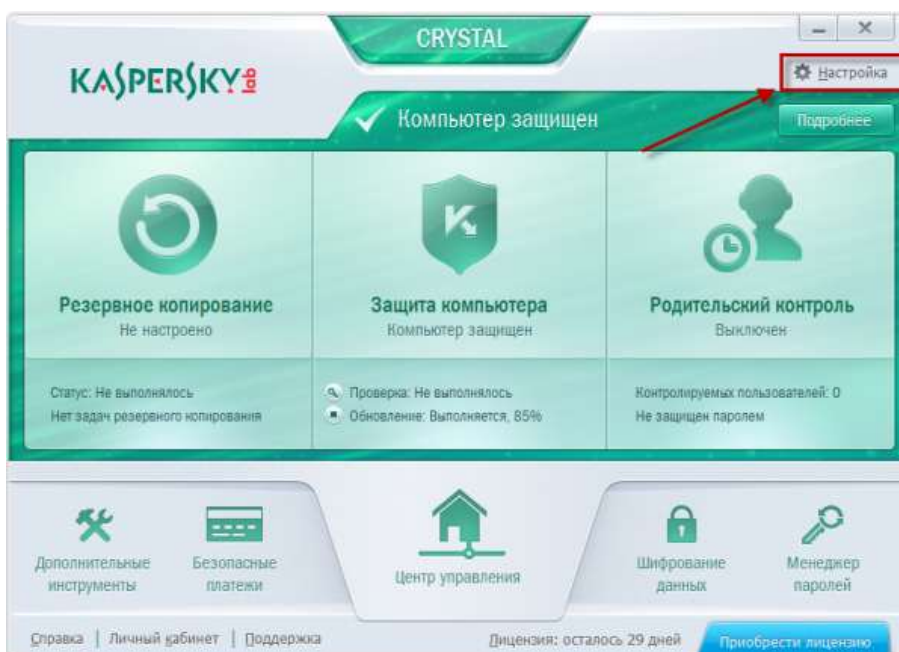 CRYSTAL
KASPERSKY lab
Настройка
Компьютер защищен
Подробнее
Резервное копирование
Не настроено
Защита компьютера
Компьютер защищен
Родительский контроль
Выключен
Статус: Не выполнялось
Нет задач резервного копирования
Проверка: Не выполнялось
Обновление: Выполняется, 85%
Контролируемых пользователей: 0
Не защищен паролем
Дополнительные
инструменты
Безопасные
платежи
Центр управления
Шифрование
данных
Менеджер
паролей
Справка | Личный кабинет | Поддержка
Лицензия: осталось 29 дней
Приобрести лицензию